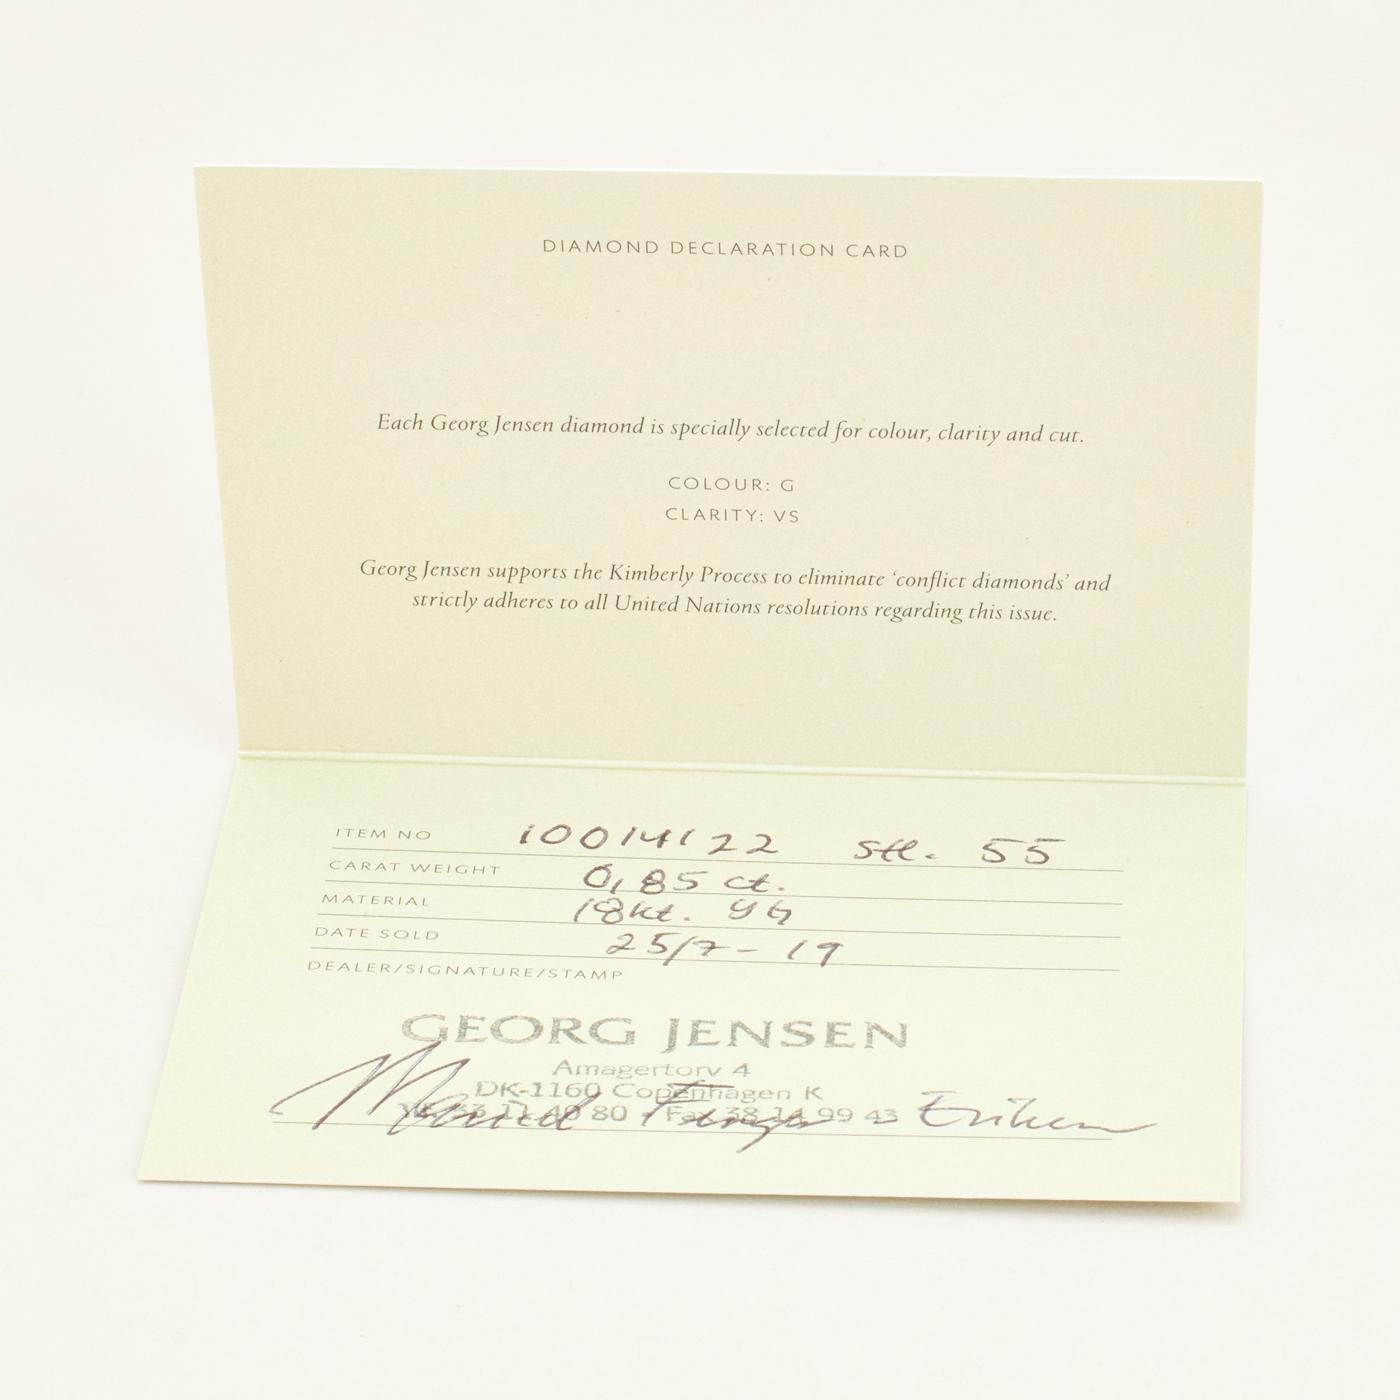 DIAMOND DECLARATION CARD
Each Georg Jensen diamond is specially selected for colour, clarity and cut.
COLOUR: G
CLARITY: VS
Georg Jensen supports the Kimberly Process to eliminate ‘conflict diamonds’ and
strictly adheres to all United Nations resolutions regarding this issue.
ITEM NO 10014122 Stl. 55
CARAT WEIGHT 0,85 ct.
MATERIAL 18kt. YG
DATE SOLD 25/7-19
DEALER/SIGNATURE/STAMP
GEORG JENSEN
Amagertorv 4
DK-1160 Copenhagen K
80 Fax 38 14 99 43